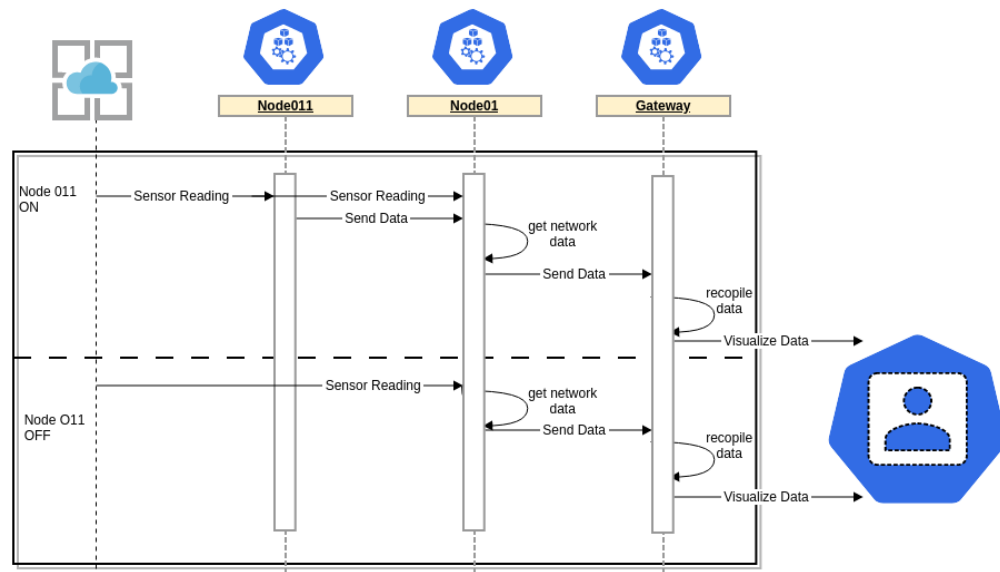 Node011
Node01
Gateway
Node 011
ON
Sensor Reading
Sensor Reading
Send Data
get network
data
Send Data
recopile
data
Visualize Data
Node O11
OFF
Sensor Reading
get network
data
Send Data
recopile
data
Visualize Data